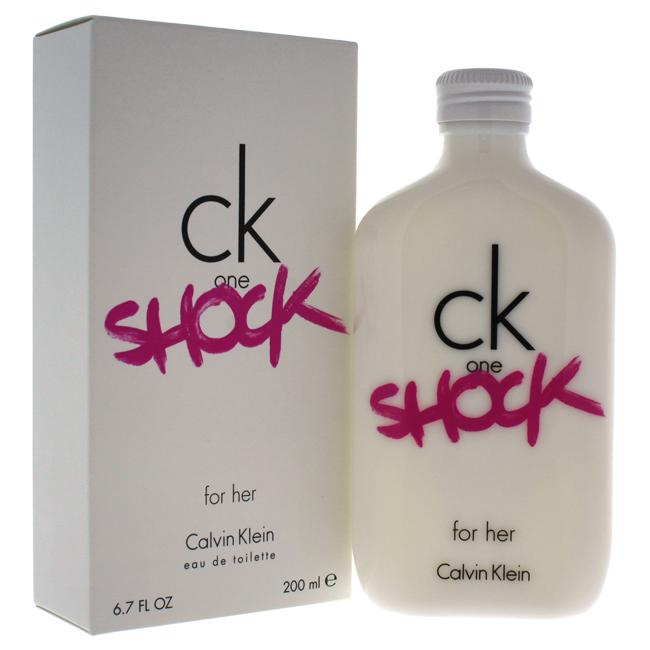 ck
one
SHOCK
for her
Calvin Klein
eau de toilette
6.7 FL OZ
200 ml e
ck
one
SHOCK
for her
Calvin Klein